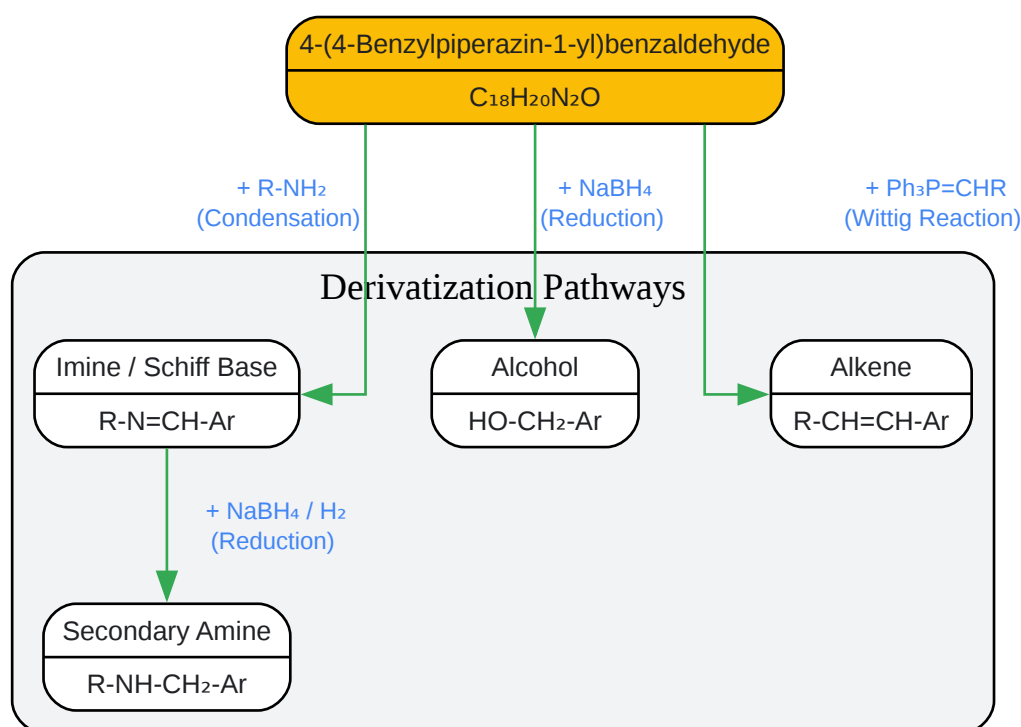 4-(4-Benzylpiperazin-1-yl)benzaldehyde
C₁₈H₂₀N₂O
+ R-NH₂
(Condensation)
+ NaBH₄
(Reduction)
+ Ph₃P=CHR
(Wittig Reaction)
Derivatization Pathways
Imine / Schiff Base
R-N=CH-Ar
Alcohol
HO-CH₂-Ar
Alkene
R-CH=CH-Ar
+ NaBH₄ / H₂
(Reduction)
Secondary Amine
R-NH-CH₂-Ar